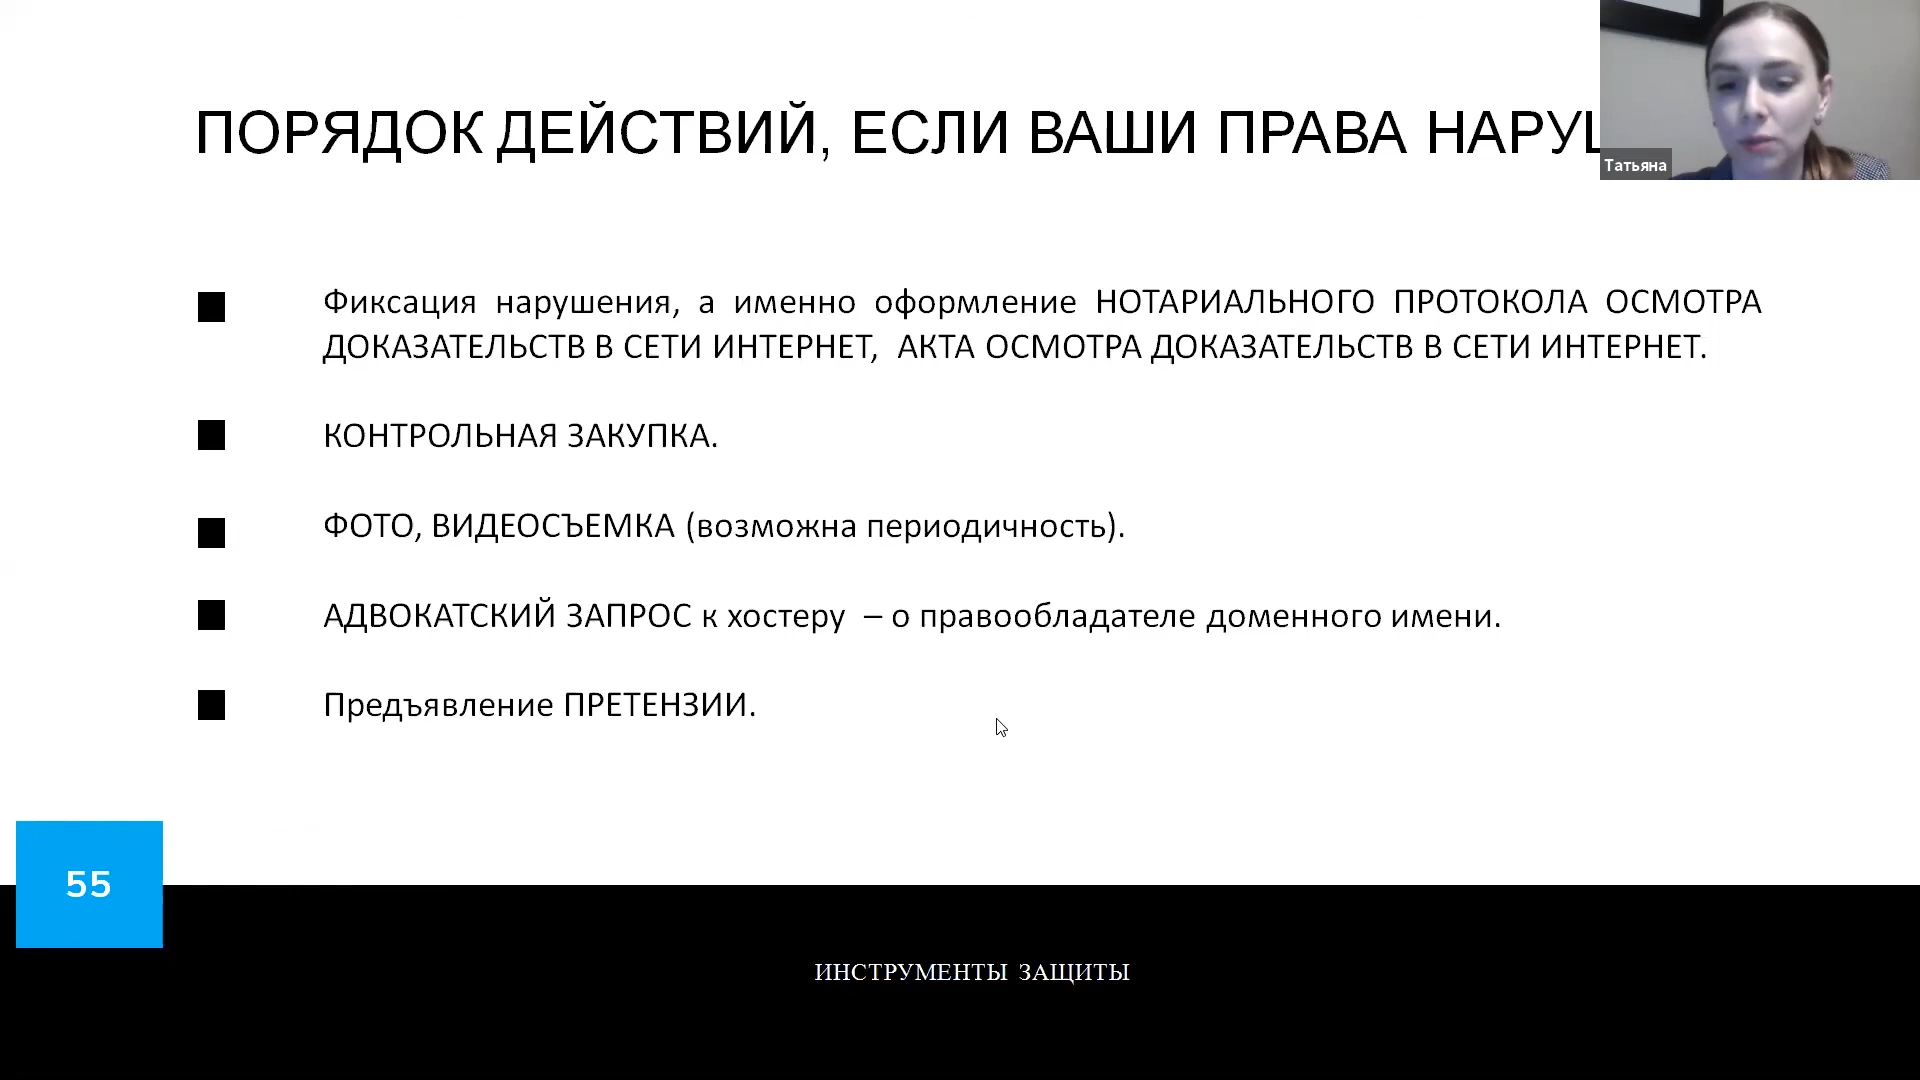 ПОРЯДОК ДЕЙСТВИЙ, ЕСЛИ ВАШИ ПРАВА
Татьяна
Фиксация нарушения, а именно оформление НОТАРИАЛЬНОГО ПРОТОКОЛА ОСМОТРА
ДОКАЗАТЕЛЬСТВ В СЕТИ ИНТЕРНЕТ, АКТА ОСМОТРА ДОКАЗАТЕЛЬСТВ В СЕТИ ИНТЕРНЕТ.
КОНТРОЛЬНАЯ ЗАКУПКА.
ФОТО, ВИДЕОСЪЕМКА (возможна периодичность).
АДВОКАТСКИЙ ЗАПРОС к хостеру – о правообладателе доменного имени.
Предъявление ПРЕТЕНЗИИ.
55
ИНСТРУМЕНТЫ ЗАЩИТЫ